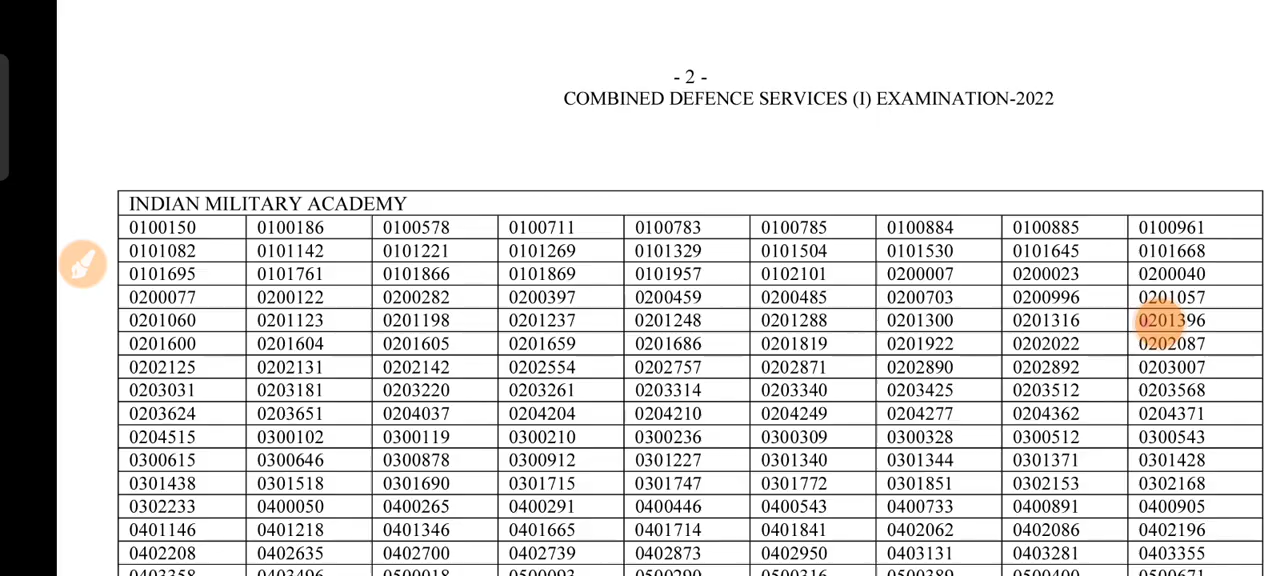 - 2 -
COMBINED DEFENCE SERVICES (I) EXAMINATION-2022
INDIAN MILITARY ACADEMY
0100150 0100186 0100578 0100711 0100783 0100785 0100884 0100885 0100961
0101082 0101142 0101221 0101269 0101329 0101504 0101530 0101645 0101668
0101695 0101761 0101866 0101869 0101957 0102101 0200007 0200023 0200040
0200077 0200122 0200282 0200397 0200459 0200485 0200703 0200996 0201057
0201060 0201123 0201198 0201237 0201248 0201288 0201300 0201316 0201396
0201600 0201604 0201605 0201659 0201686 0201819 0201922 0202022 0202087
0202125 0202131 0202142 0202554 0202757 0202871 0202890 0202892 0203007
0203031 0203181 0203220 0203261 0203314 0203340 0203425 0203512 0203568
0203624 0203651 0204037 0204204 0204210 0204249 0204277 0204362 0204371
0204515 0300102 0300119 0300210 0300236 0300309 0300328 0300512 0300543
0300615 0300646 0300878 0300912 0301227 0301340 0301344 0301371 0301428
0301438 0301518 0301690 0301715 0301747 0301772 0301851 0302153 0302168
0302233 0400050 0400265 0400291 0400446 0400543 0400733 0400891 0400905
0401146 0401218 0401346 0401665 0401714 0401841 0402062 0402086 0402196
0402208 0402635 0402700 0402739 0402873 0402950 0403131 0403281 0403355